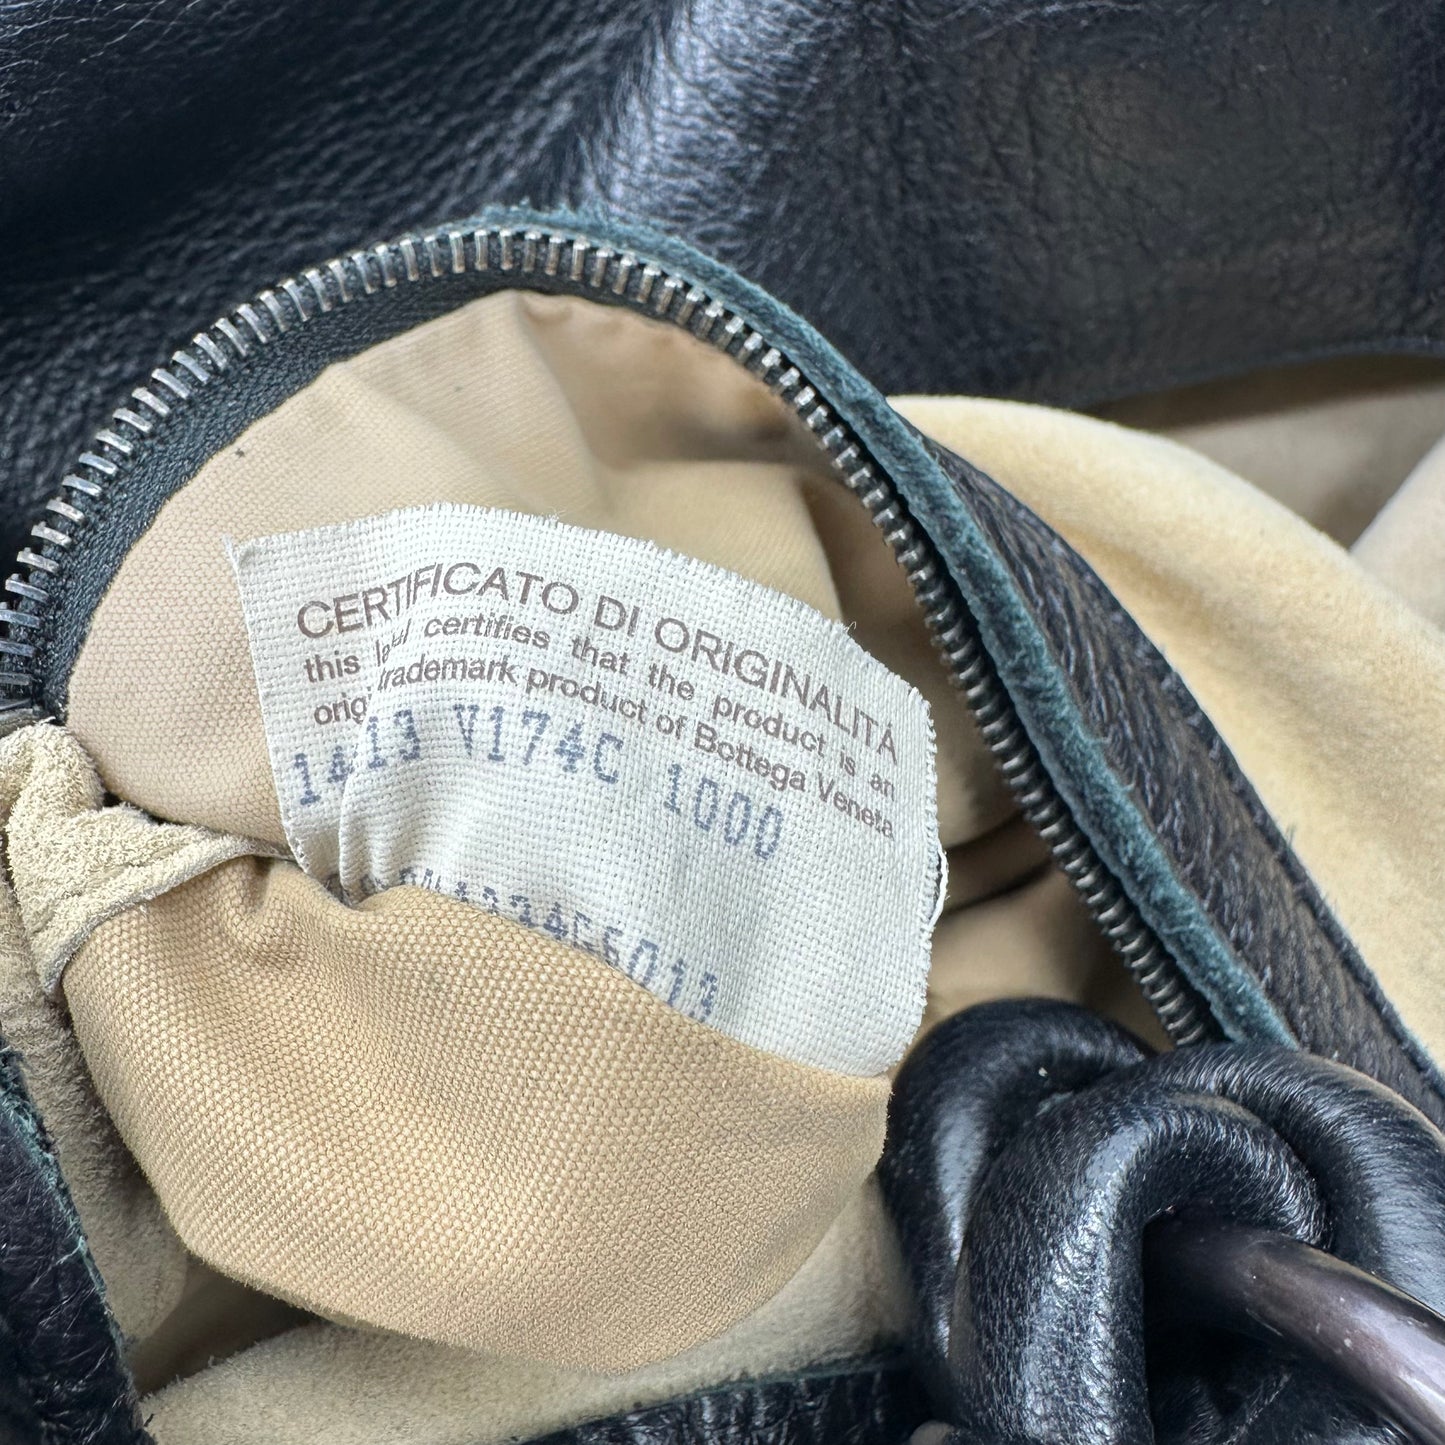 CERTIFICATO DI ORIGINALITÀ
this label certifies that the product is an
original trademark product of Bottega Veneta
V174C 1000